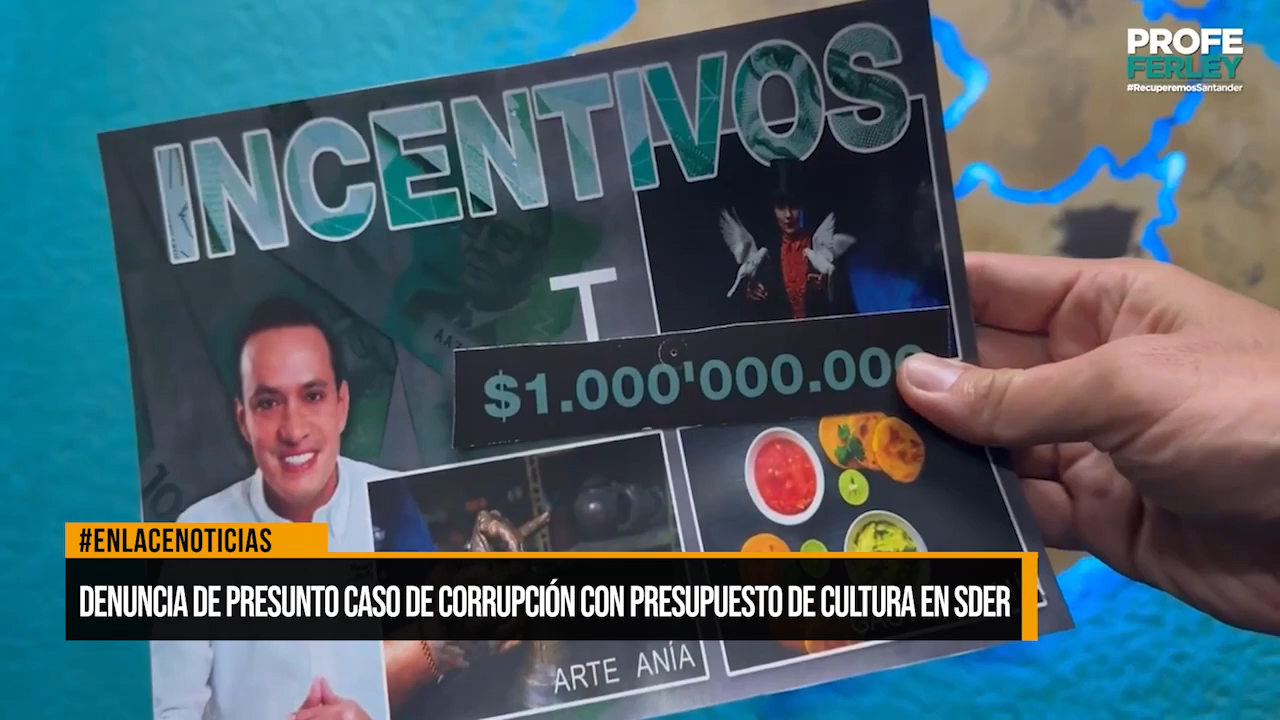 PROFE
FERLEY
#RecuperemosSantander
INCENTIVOS
T
$1.000'000.000
#ENLACENOTICIAS
DENUNCIA DE PRESUNTO CASO DE CORRUPCIÓN CON PRESUPUESTO DE CULTURA EN SDER
ARTE ANÍA